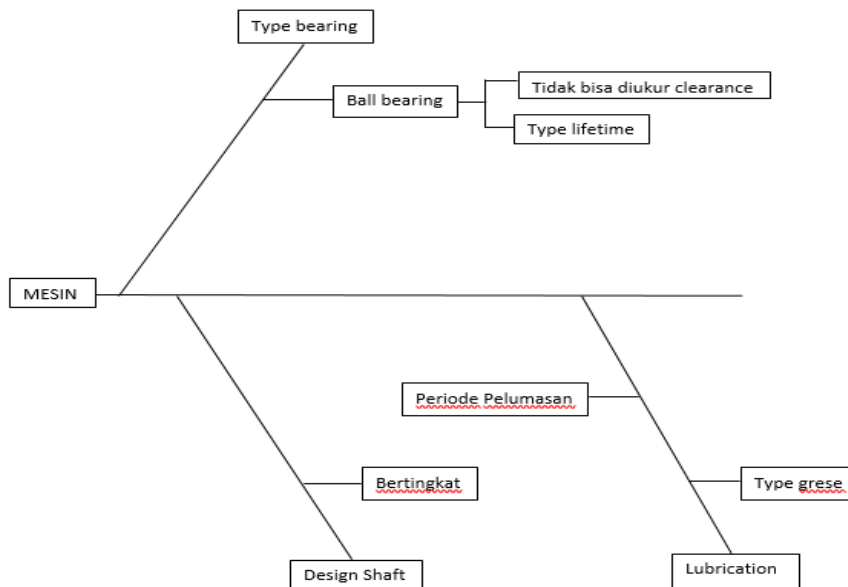 Type bearing
Tidak bisa diukur clearance
Ball bearing
Type lifetime
MESIN
Periode Pelumasan
Bertingkat
Type grese
Design Shaft
Lubrication